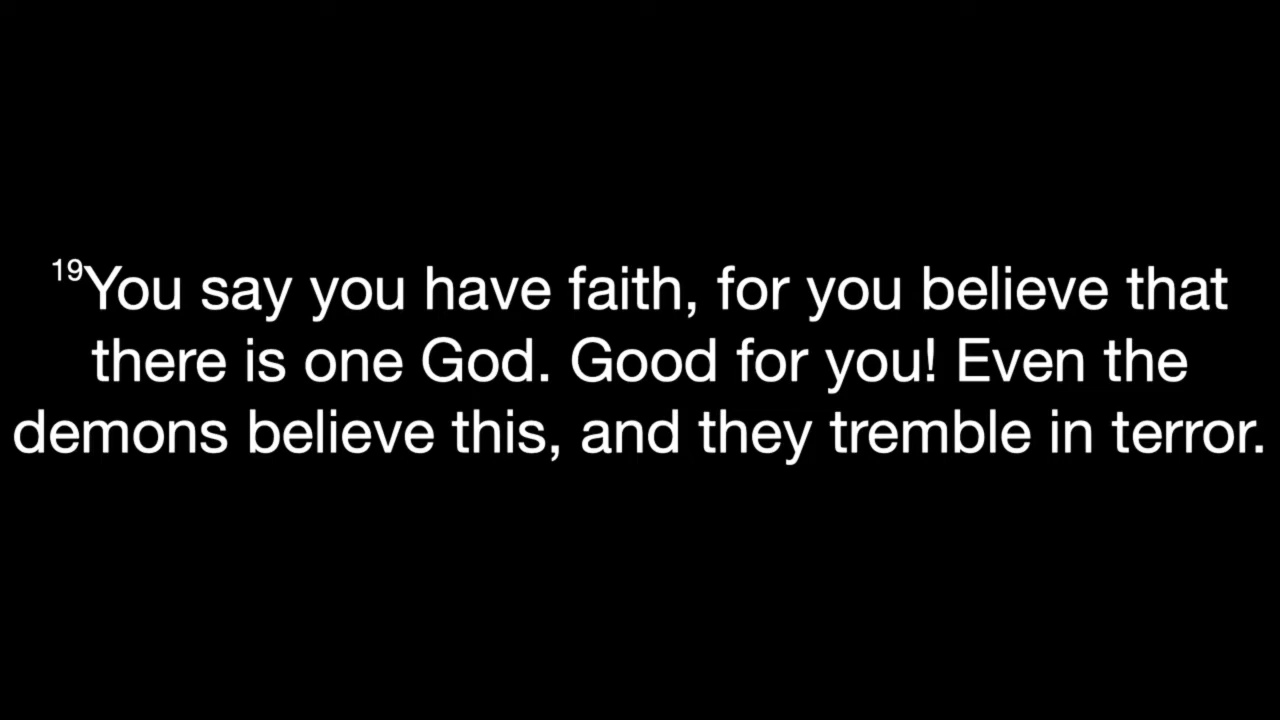 19You say you have faith, for you believe that
there is one God. Good for you! Even the
demons believe this, and they tremble in terror.